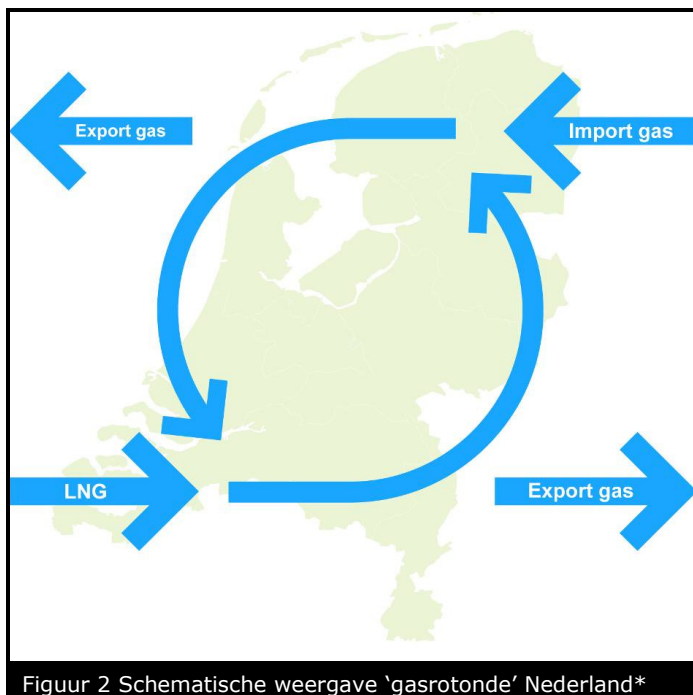 Export gas
Import gas
LNG
Export gas
Figuur 2 Schematische weergave ‘gasrotonde’ Nederland*